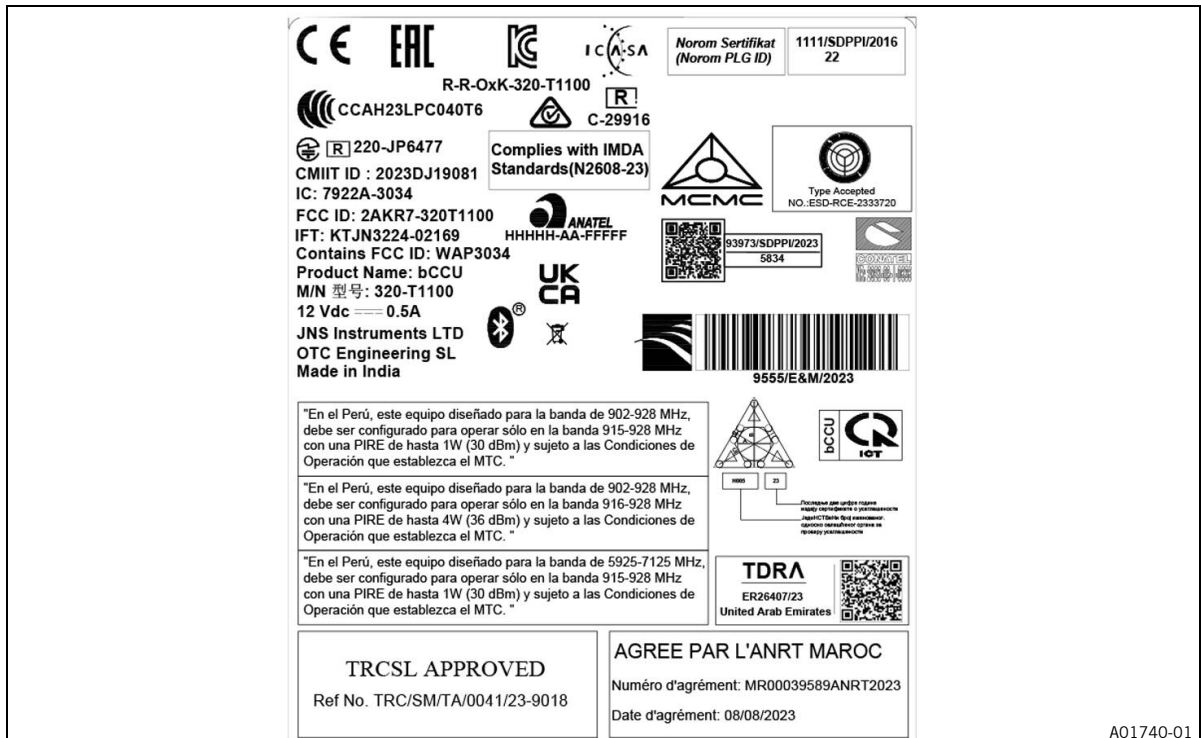 CE
EAC
KC
ICASA
Norom Sertifikat
(Norom PLG ID)
1111/SDPPI/2016
22
R-R-OxK-320-T1100
CCAH23LPC040T6
R
C-29916
R 220-JP6477
CMIIT ID : 2023DJ19081
IC: 7922A-3034
FCC ID: 2AKR7-320T1100
IFT: KTJN3224-02169
Contains FCC ID: WAP3034
Product Name: bCCU
M/N 型号: 320-T1100
12 Vdc 0.5A
JNS Instruments LTD
OTC Engineering SL
Made in India
Complies with IMDA
Standards(N2608-23)
ANATEL
HHHHH-AA-FFFFF
UK
CA
®
MCMC
Type Accepted
NO.:ESD-RCE-2333720
93973/SDPPI/2023
5834
CONATEL
9555/E&M/2023
"En el Perú, este equipo diseñado para la banda de 902-928 MHz,
debe ser configurado para operar sólo en la banda 915-928 MHz
con una PIRE de hasta 1W (30 dBm) y sujeto a las Condiciones de
Operación que establezca el MTC. "
"En el Perú, este equipo diseñado para la banda de 902-928 MHz,
debe ser configurado para operar sólo en la banda 916-928 MHz
con una PIRE de hasta 4W (36 dBm) y sujeto a las Condiciones de
Operación que establezca el MTC. "
"En el Perú, este equipo diseñado para la banda de 5925-7125 MHz,
debe ser configurado para operar sólo en la banda 915-928 MHz
con una PIRE de hasta 1W (30 dBm) y sujeto a las Condiciones de
Operación que establezca el MTC. "
23
bCCU
ICT
TDRA
ER26407/23
United Arab Emirates
TRCSL APPROVED
Ref No. TRC/SM/TA/0041/23-9018
AGREE PAR L'ANRT MAROC
Numéro d'agrément: MR00039589ANRT2023
Date d'agrément: 08/08/2023
A01740-01